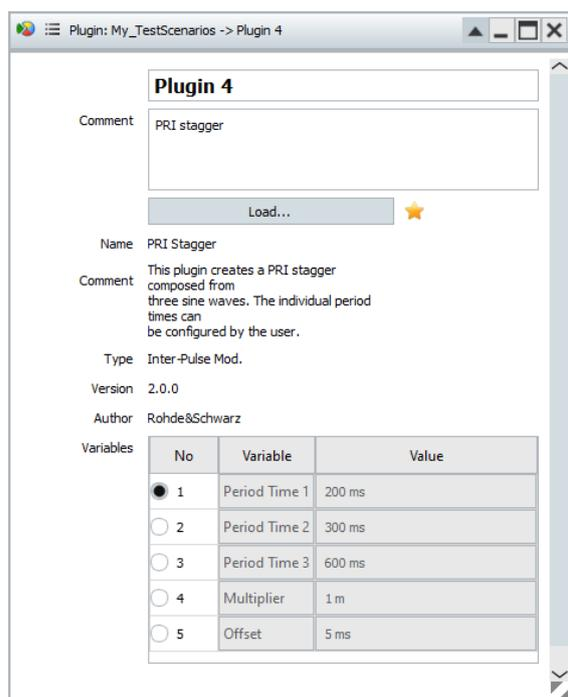 Plugin: My_TestScenarios -> Plugin 4
Plugin 4
Comment PRI stagger
Load...
Name PRI Stagger
Comment This plugin creates a PRI stagger
composed from
three sine waves. The individual period
times can
be configured by the user.
Type Inter-Pulse Mod.
Version 2.0.0
Author Rohde&Schwarz
Variables
No Variable Value
1 Period Time 1 200 ms
2 Period Time 2 300 ms
3 Period Time 3 600 ms
4 Multiplier 1 m
5 Offset 5 ms